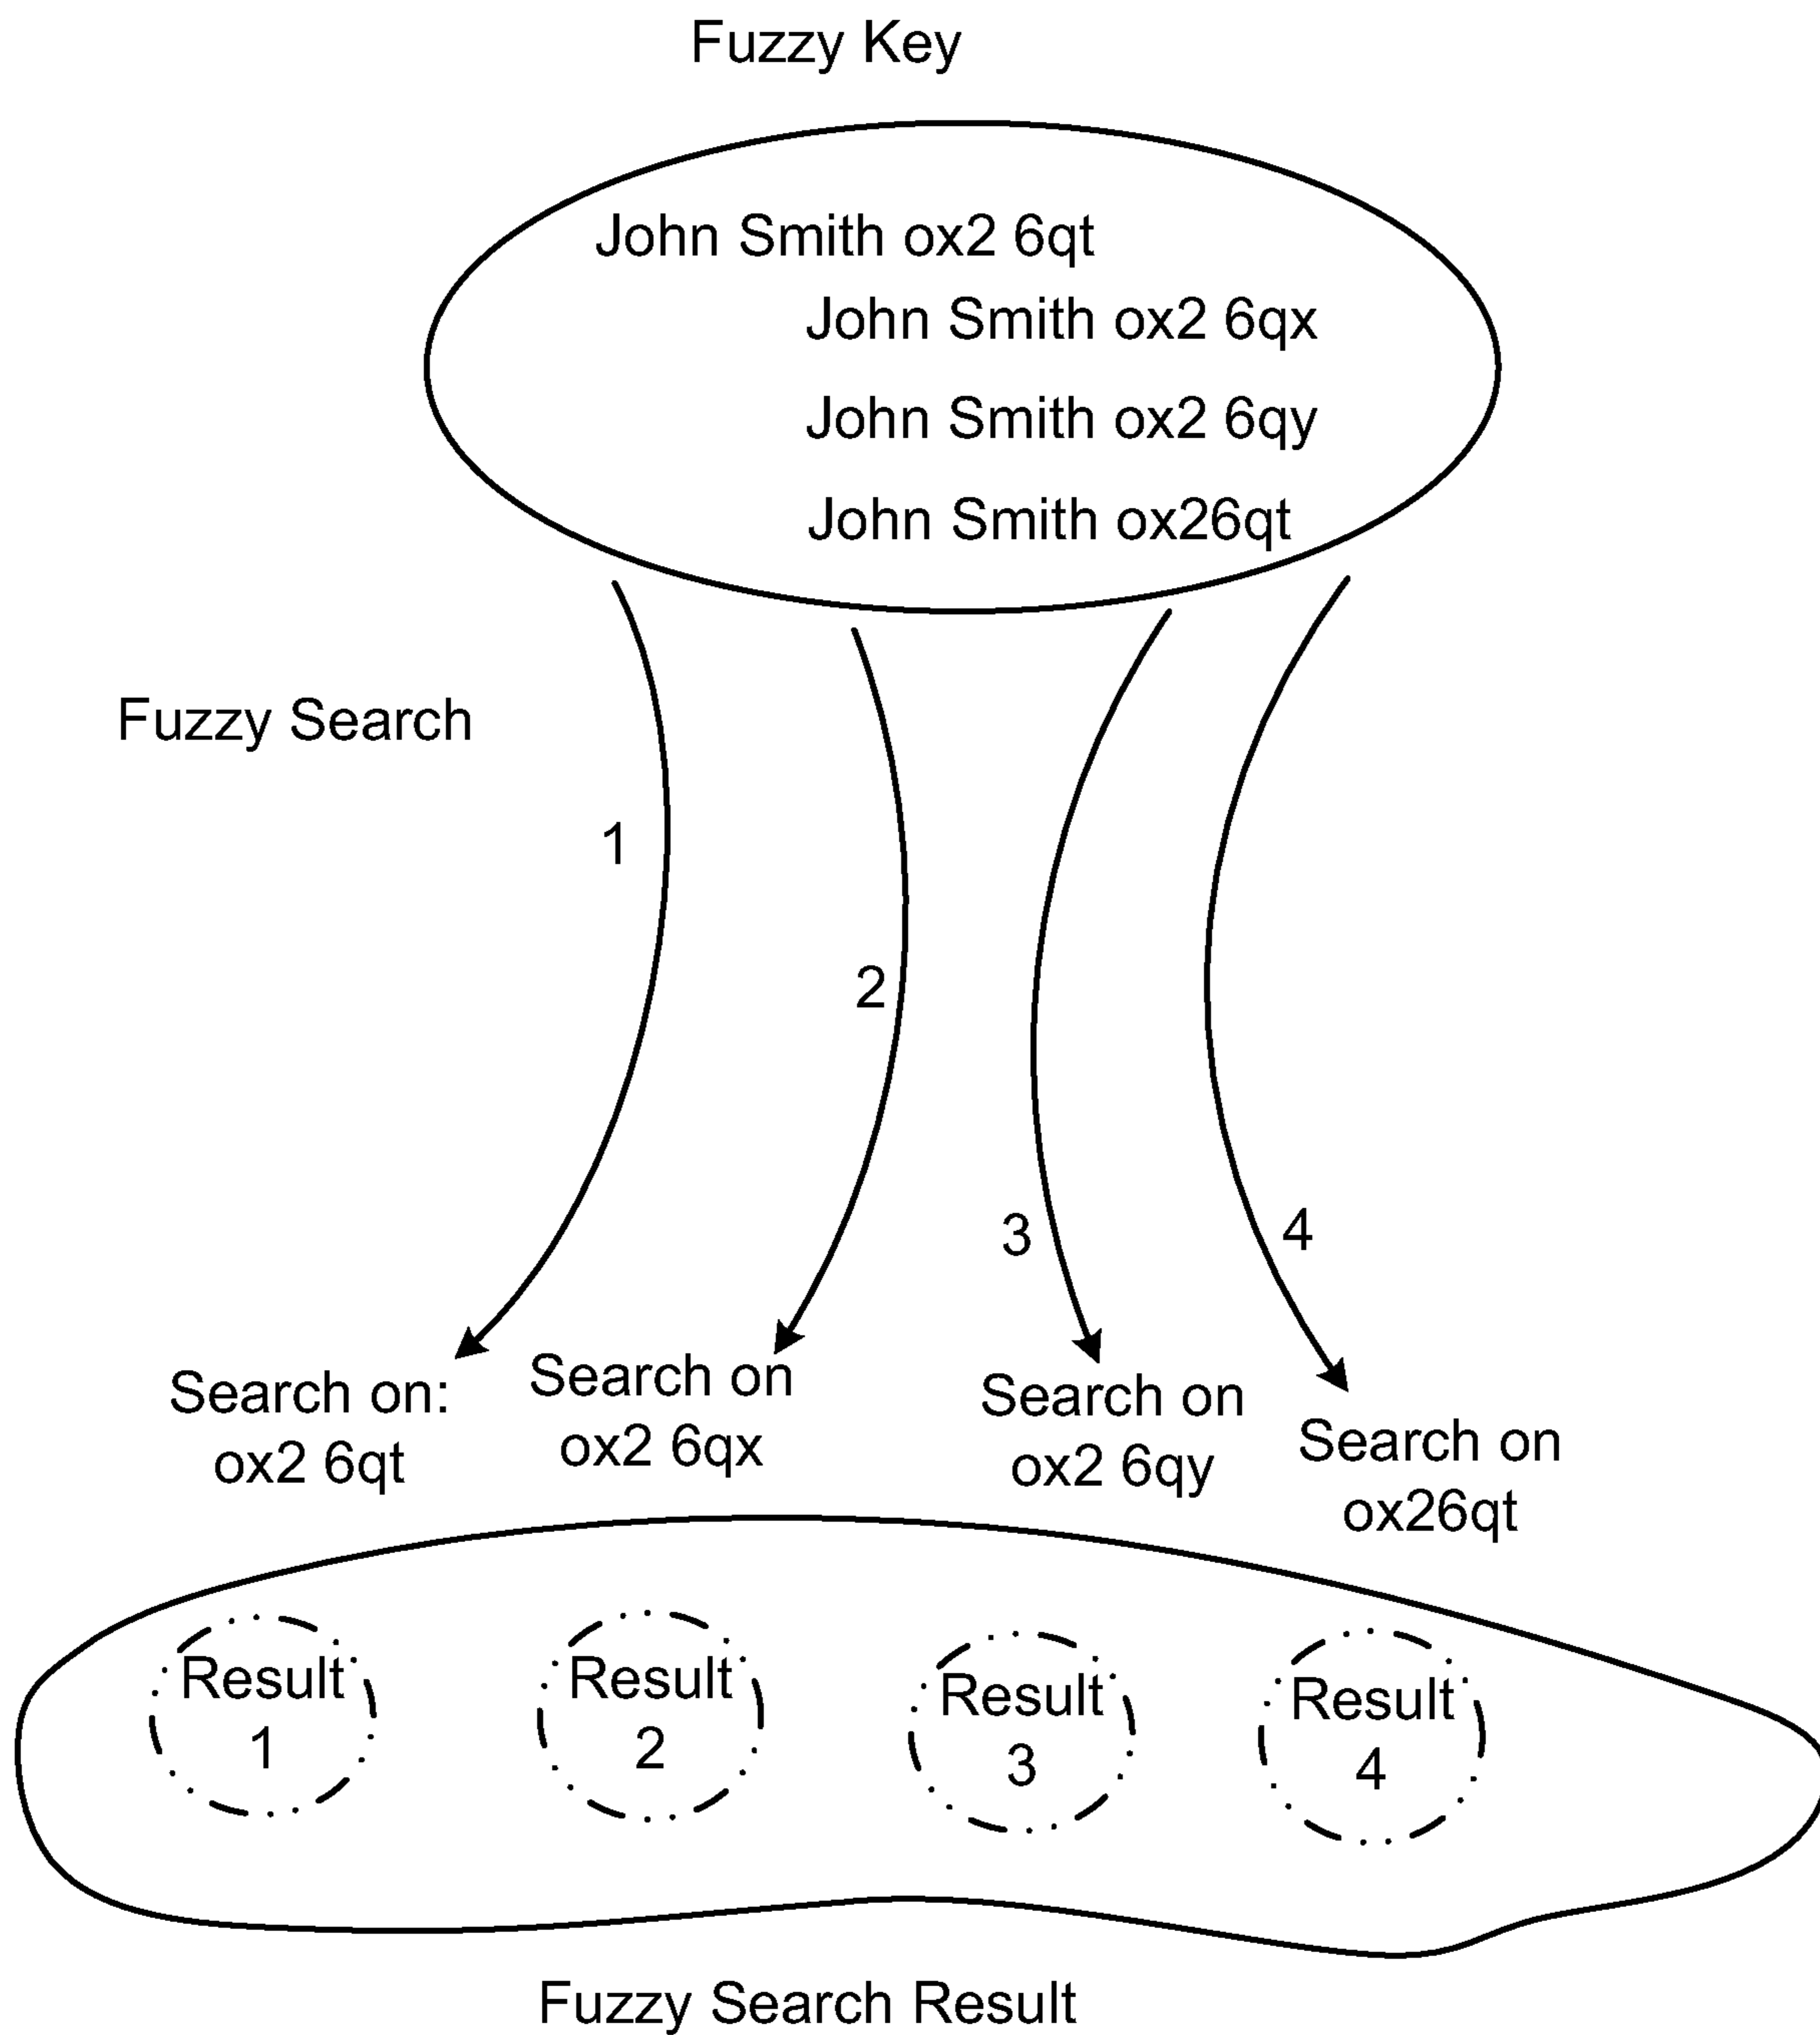 Fuzzy Key
John Smith ox2 6qt
John Smith ox2 6qx
John Smith ox2 6qy
John Smith ox26qt
Fuzzy Search
1
2
3
4
Search on:
ox2 6qt
Search on
ox2 6qx
Search on
ox2 6qy
Search on
ox26qt
Result
1
Result
2
Result
3
Result
4
Fuzzy Search Result